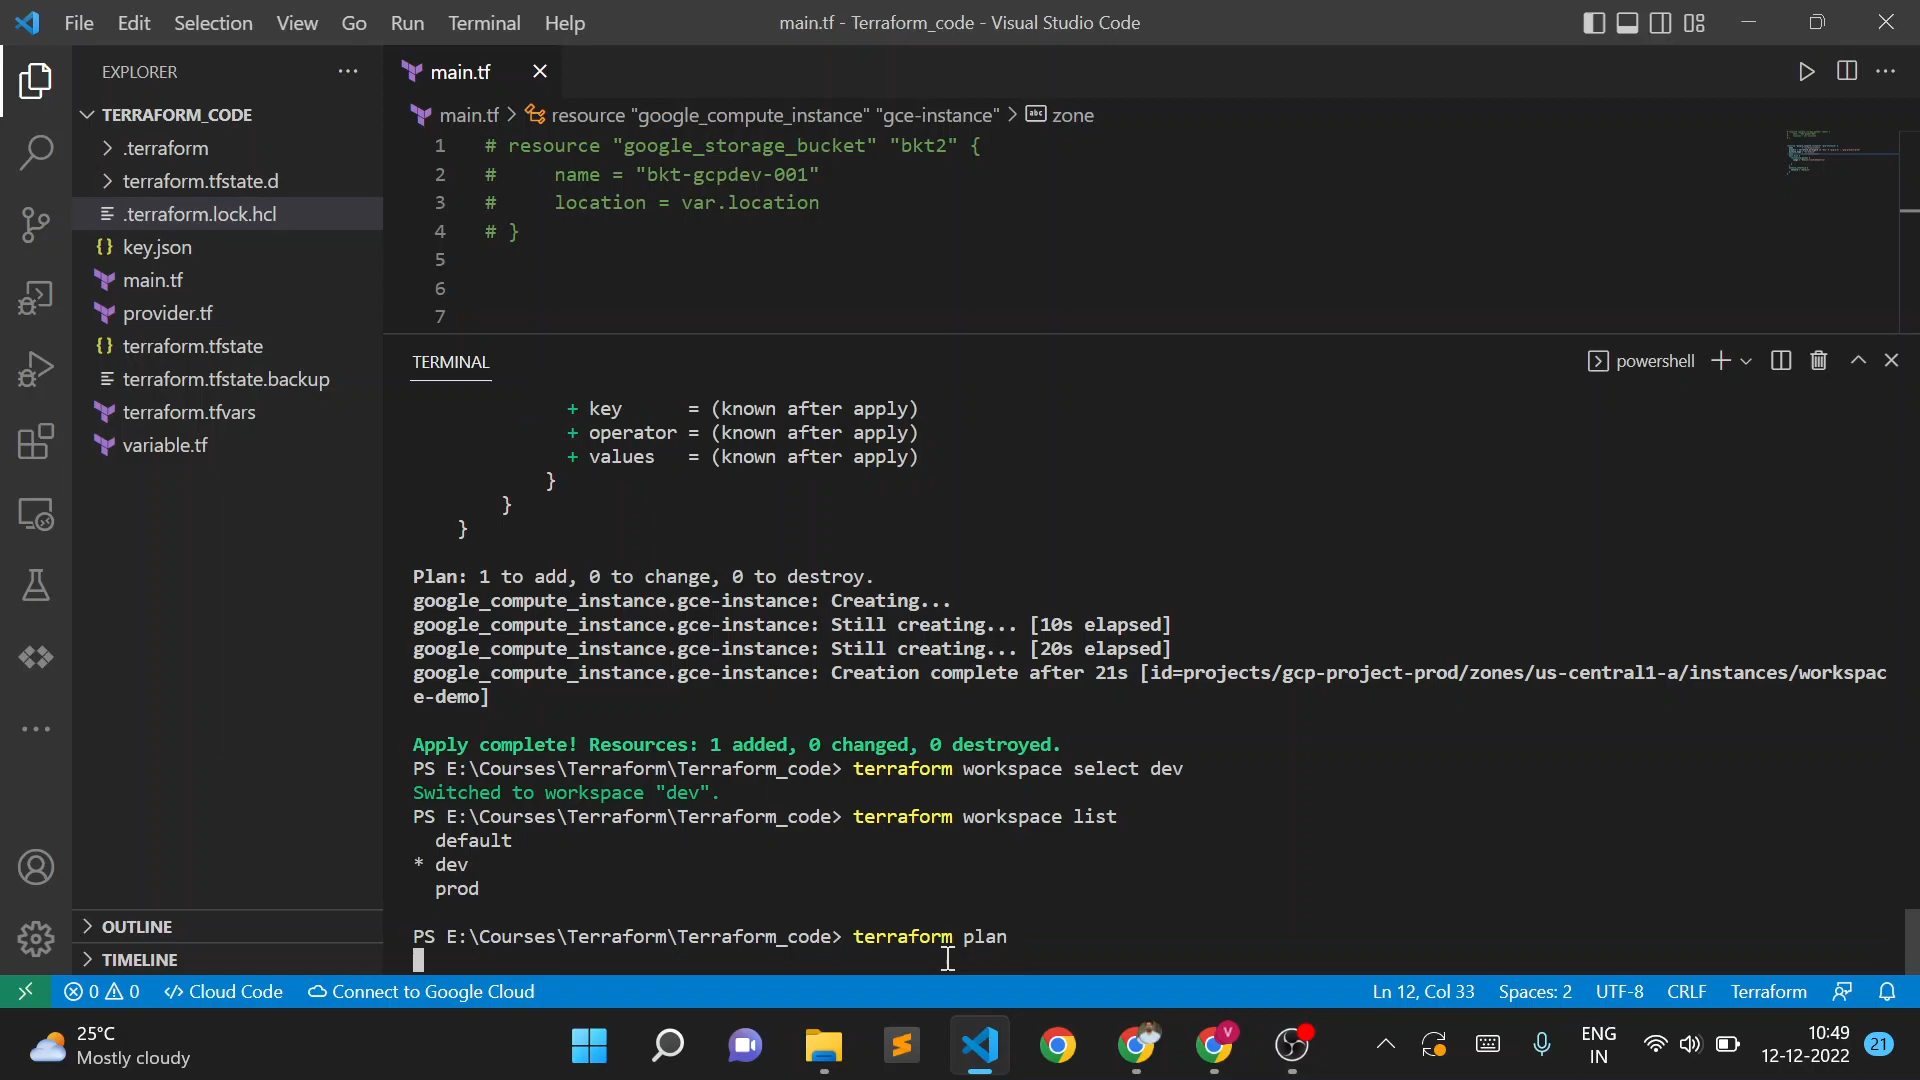 File Edit Selection View Go Run Terminal Help
main.tf - Terraform_code - Visual Studio Code
EXPLORER
TERRAFORM_CODE
.terraform
terraform.tfstate.d
.terraform.lock.hcl
key.json
main.tf
provider.tf
terraform.tfstate
terraform.tfstate.backup
terraform.tfvars
variable.tf
OUTLINE
TIMELINE
main.tf
main.tf > resource "google_compute_instance" "gce-instance" > abc zone
1 # resource "google_storage_bucket" "bkt2" {
2 #     name = "bkt-gcpdev-001"
3 #     location = var.location
4 # }
5
6
7
TERMINAL
powershell
+ key      = (known after apply)
+ operator = (known after apply)
+ values   = (known after apply)
}
}
}
Plan: 1 to add, 0 to change, 0 to destroy.
google_compute_instance.gce-instance: Creating...
google_compute_instance.gce-instance: Still creating... [10s elapsed]
google_compute_instance.gce-instance: Still creating... [20s elapsed]
google_compute_instance.gce-instance: Creation complete after 21s [id=projects/gcp-project-prod/zones/us-central1-a/instances/workspac
e-demo]
Apply complete! Resources: 1 added, 0 changed, 0 destroyed.
PS E:\Courses\Terraform\Terraform_code> terraform workspace select dev
Switched to workspace "dev".
PS E:\Courses\Terraform\Terraform_code> terraform workspace list
default
* dev
prod
PS E:\Courses\Terraform\Terraform_code> terraform plan
0 0 Cloud Code Connect to Google Cloud Ln 12, Col 33 Spaces: 2 UTF-8 CRLF Terraform
25°C
Mostly cloudy
V
ENG
IN
10:49
12-12-2022
21